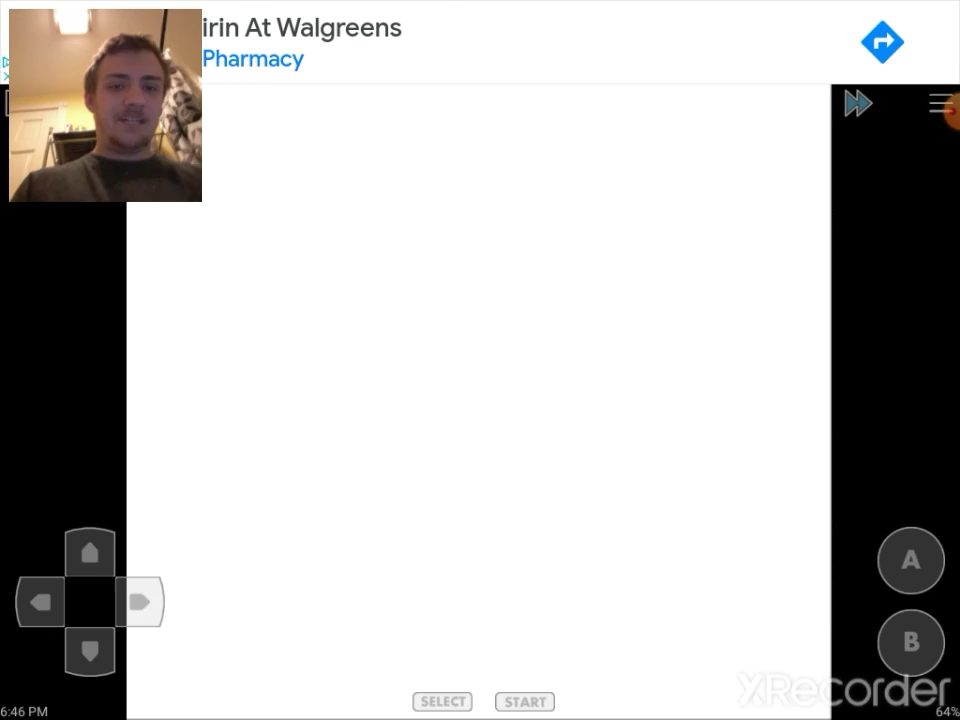 irin At Walgreens
Pharmacy
A
B
SELECT START
XRecorder
6:46 PM
64%